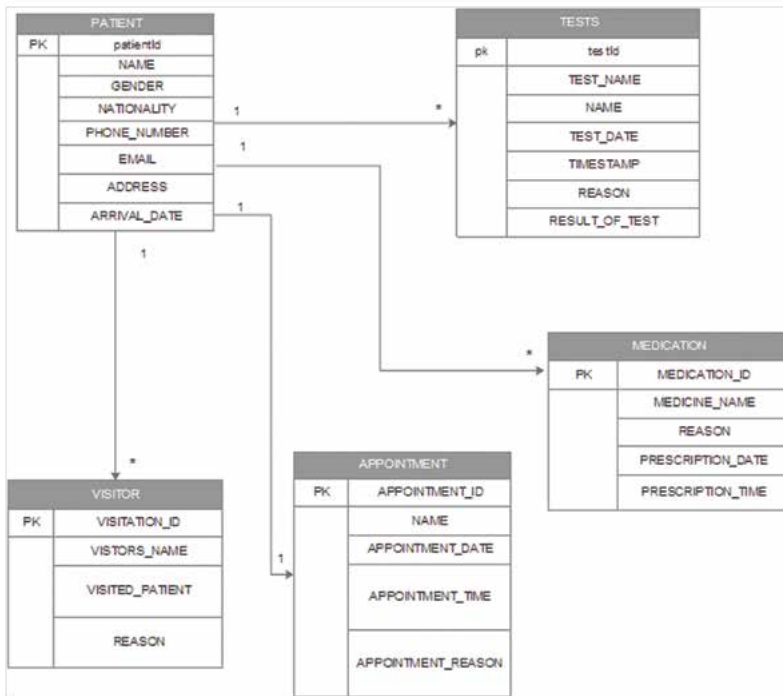 PATIENT
PK patientId
NAME
GENDER
NATIONALITY
PHONE_NUMBER
EMAIL
ADDRESS
ARRIVAL_DATE
1 *
1
1
1
TESTS
pk testId
TEST_NAME
NAME
TEST_DATE
TIMESTAMP
REASON
RESULT_OF_TEST
*
MEDICATION
PK MEDICATION_ID
MEDICINE_NAME
REASON
PRESCRIPTION_DATE
PRESCRIPTION_TIME
*
VISITOR
PK VISITATION_ID
VISTORS_NAME
VISITED_PATIENT
REASON
1
APPOINTMENT
PK APPOINTMENT_ID
NAME
APPOINTMENT_DATE
APPOINTMENT_TIME
APPOINTMENT_REASON